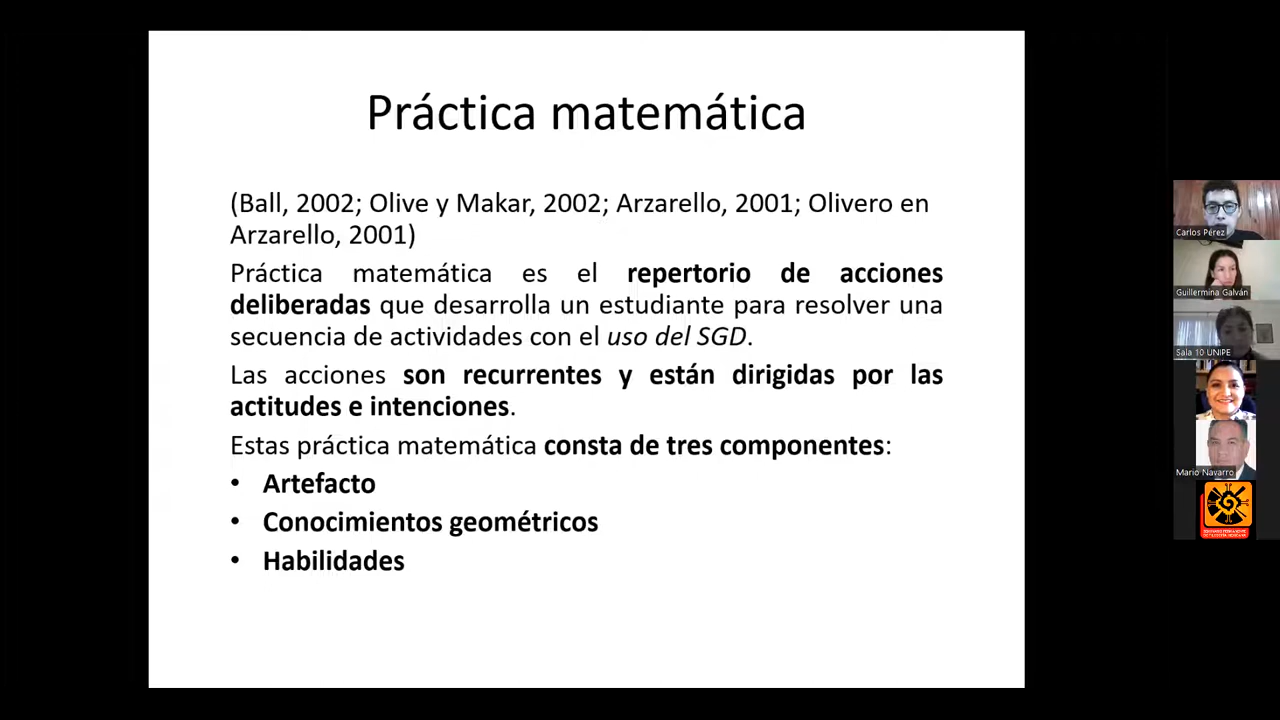 Práctica matemática
(Ball, 2002; Olive y Makar, 2002; Arzarello, 2001; Olivero en
Arzarello, 2001)
Práctica matemática es el repertorio de acciones
deliberadas que desarrolla un estudiante para resolver una
secuencia de actividades con el uso del SGD.
Las acciones son recurrentes y están dirigidas por las
actitudes e intenciones.
Estas práctica matemática consta de tres componentes:
• Artefacto
• Conocimientos geométricos
• Habilidades
Carlos Pérez
Guillermina Galván
Sala 10 UNIPE
Mario Navarro